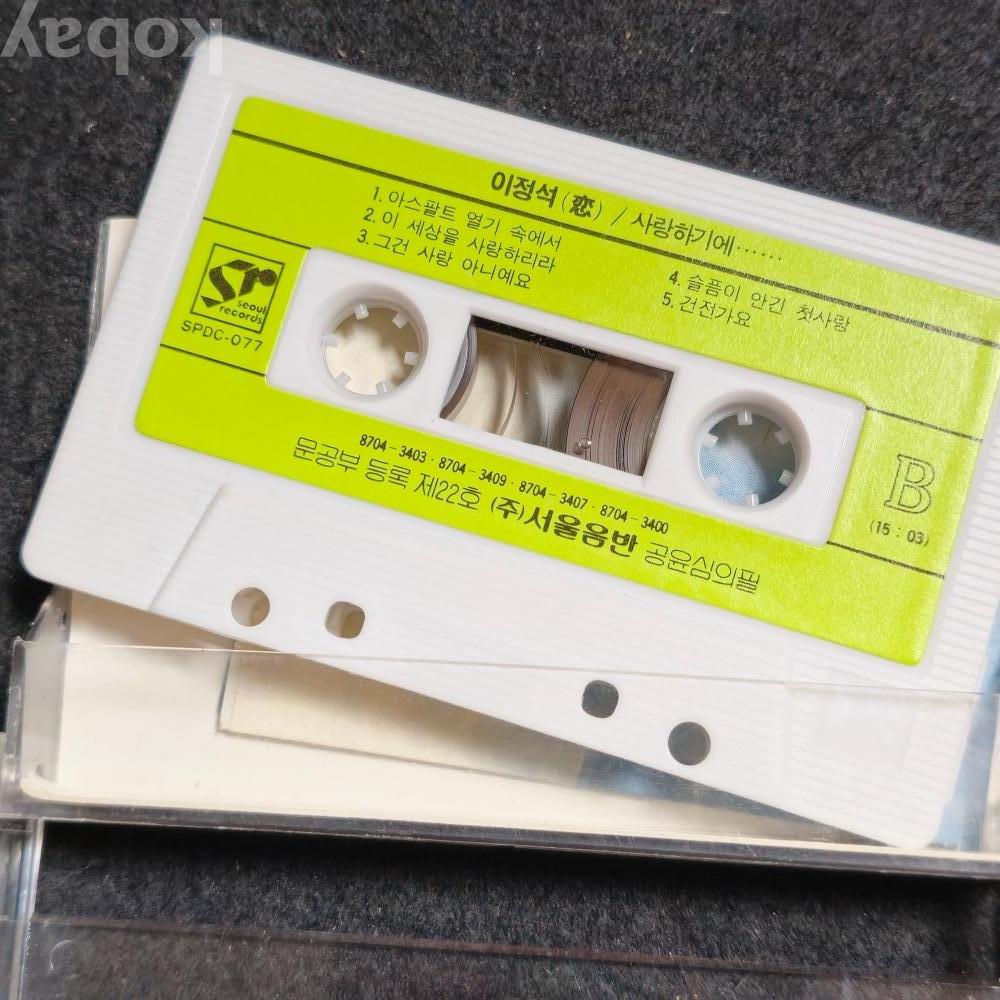 kobay
이정석 (恋) / 사랑하기에……
1. 아스팔트 열기 속에서
2. 이 세상을 사랑하리라
3. 그건 사랑 아니예요
4. 슬픔이 안긴 첫사랑
5. 건전가요
SP
seoul
records
SPDC-077
B
(15 : 03)
8704-3403 · 8704-3409 · 8704-3407 · 8704-3400
문공부 등록 제22호 (주)서울음반 공윤심의필